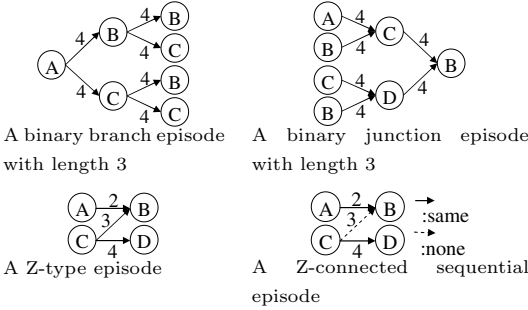 A 4 4 B C 4 4 4 4 B C B C
A binary branch episode
with length 3
A B C B 4 4 4 4 C D 4 4 B
A binary junction episode
with length 3
A 2 B
3
C 4 D
A Z-type episode
A 2 B :same
3
C 4 D :none
A Z-connected sequential
episode